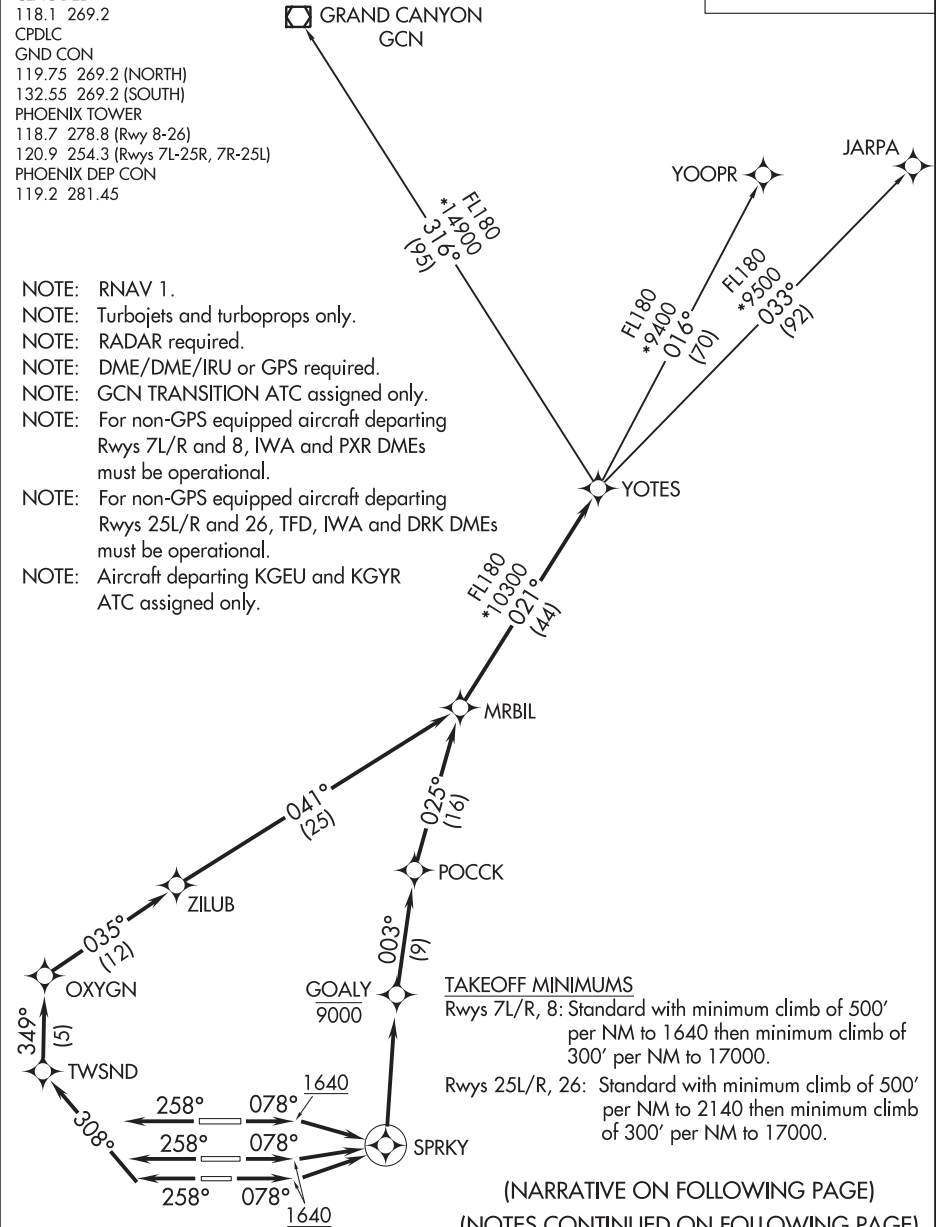 118.1 269.2
CPDLC
GND CON
119.75 269.2 (NORTH)
132.55 269.2 (SOUTH)
PHOENIX TOWER
118.7 278.8 (Rwy 8-26)
120.9 254.3 (Rwys 7L-25R, 7R-25L)
PHOENIX DEP CON
119.2 281.45
GRAND CANYON
GCN
YOOPR
JARPA
FL180
*14900
316°
(95)
FL180
*9400
016°
(70)
FL180
*9500
033°
(92)
NOTE: RNAV 1.
NOTE: Turbojets and turboprops only.
NOTE: RADAR required.
NOTE: DME/DME/IRU or GPS required.
NOTE: GCN TRANSITION ATC assigned only.
NOTE: For non-GPS equipped aircraft departing
Rwys 7L/R and 8, IWA and PXR DMEs
must be operational.
NOTE: For non-GPS equipped aircraft departing
Rwys 25L/R and 26, TFD, IWA and DRK DMEs
must be operational.
NOTE: Aircraft departing KGEU and KGYR
ATC assigned only.
YOTES
FL180
*10300
021°
(44)
MRBIL
041°
(25)
025°
(16)
POCCK
ZILUB
035°
(12)
003°
(9)
OXYGN
GOALY
9000
349°
(5)
TWSND
308°
258° 078° 1640
258° 078°
258° 078°
1640
SPRKY
TAKEOFF MINIMUMS
Rwys 7L/R, 8: Standard with minimum climb of 500'
per NM to 1640 then minimum climb of
300' per NM to 17000.
Rwys 25L/R, 26: Standard with minimum climb of 500'
per NM to 2140 then minimum climb
of 300' per NM to 17000.
(NARRATIVE ON FOLLOWING PAGE)
(NOTES CONTINUED ON FOLLOWING PAGE)